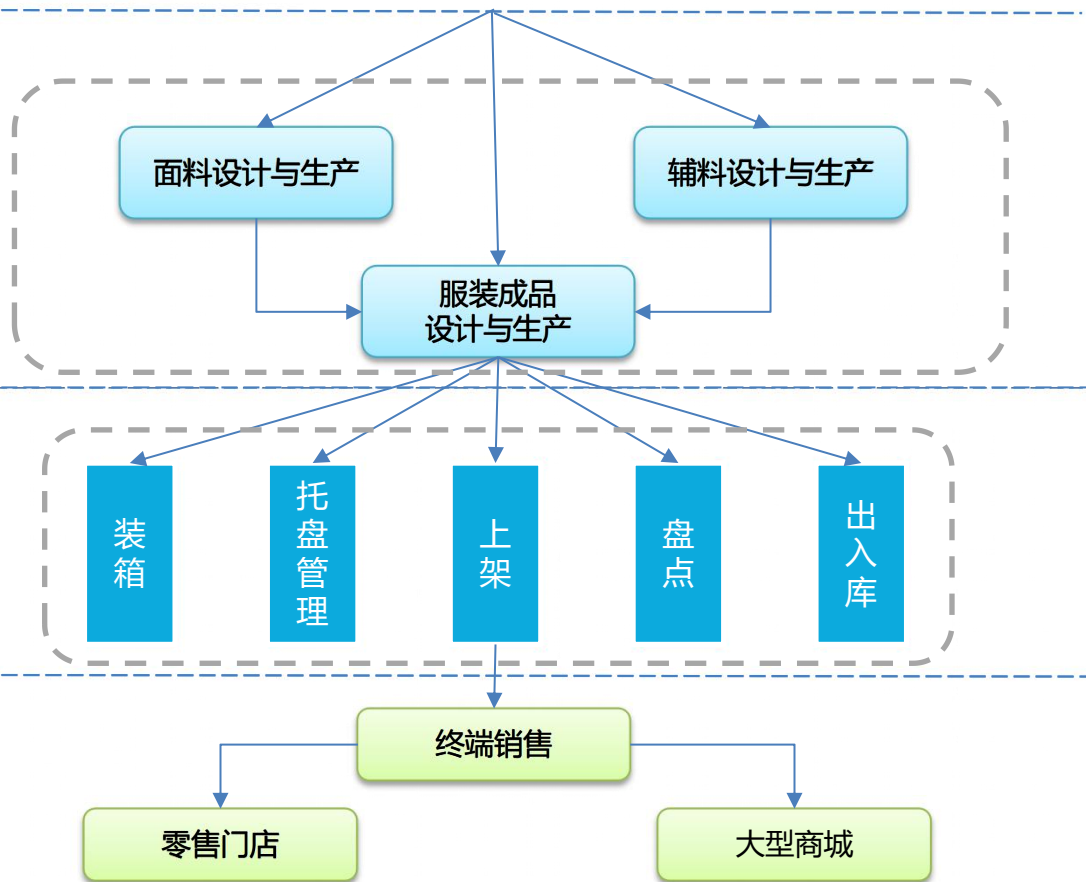 面料设计与生产
辅料设计与生产
服装成品
设计与生产
装箱
托盘管理
上架
盘点
出入库
终端销售
零售门店
大型商城